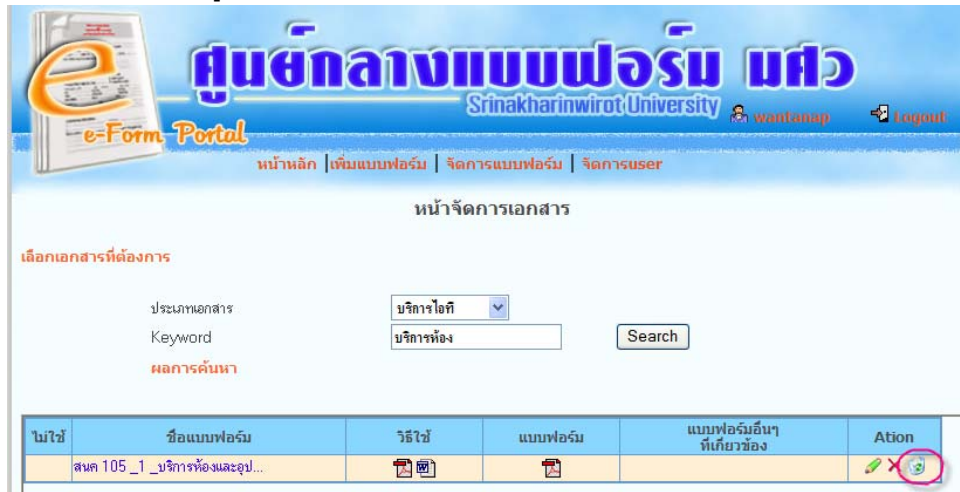 ศูนย์กลางแบบฟอร์ม มศว
Srinakharinwirot University
wantanap
Logout
e
e-Form Portal
หน้าหลัก |เพิ่มแบบฟอร์ม | จัดการแบบฟอร์ม | จัดการuser
หน้าจัดการเอกสาร
เลือกเอกสารที่ต้องการ
ประเภทเอกสาร บริการไอที
Keyword บริการห้อง Search
ผลการค้นหา
ไม่ใช้ ชื่อแบบฟอร์ม วิธีใช้ แบบฟอร์ม แบบฟอร์มอื่นๆ ที่เกี่ยวข้อง Ation
สนค 105 _1 _บริการห้องและอุป...